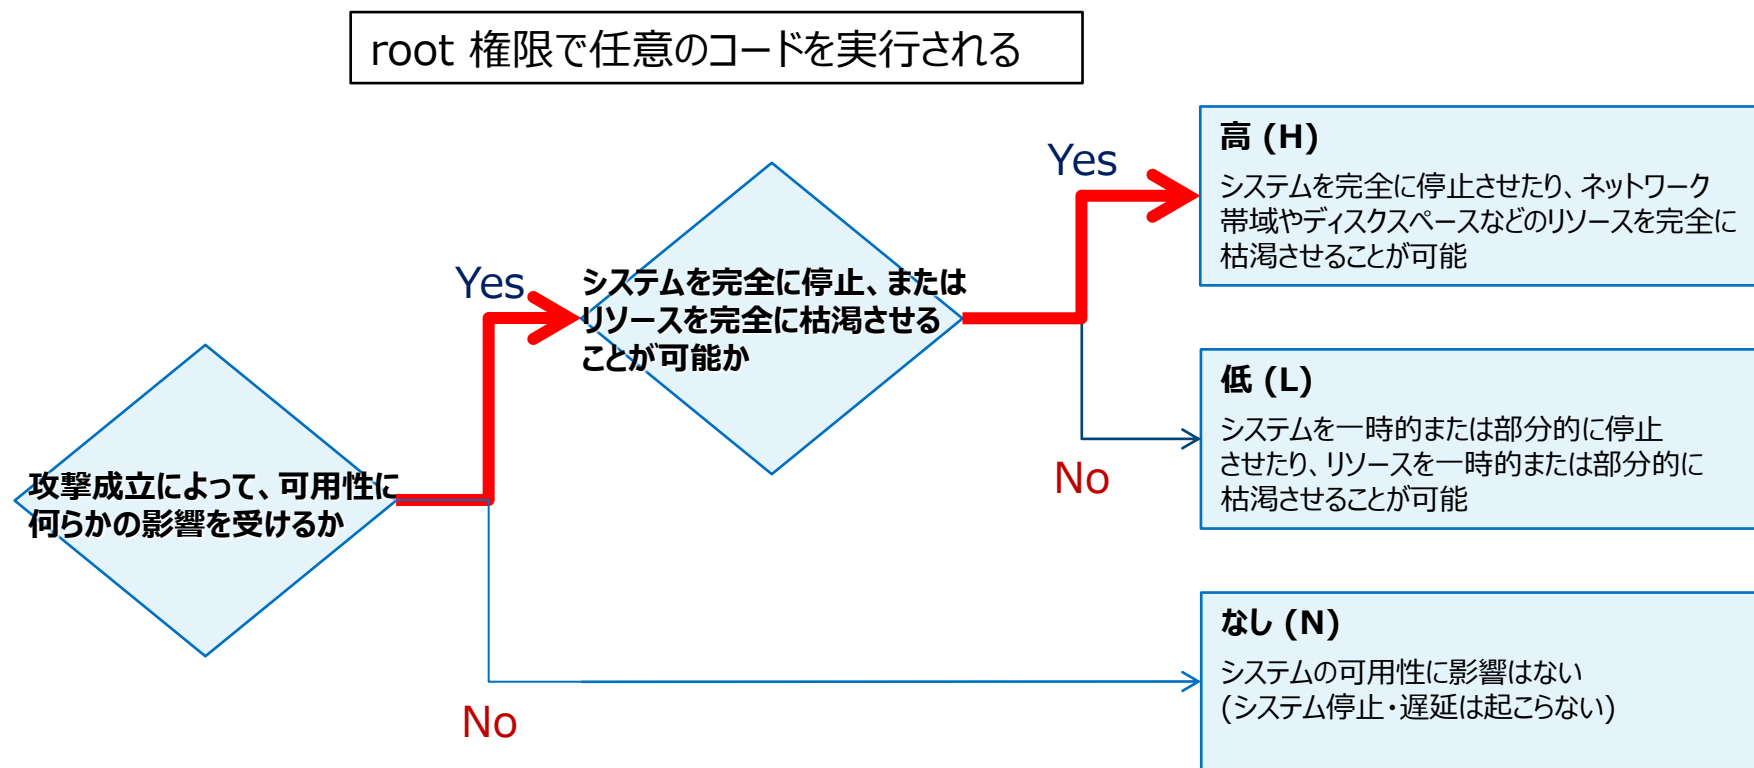 root 権限で任意のコードを実行される
高 (H)
システムを完全に停止させたり、ネットワーク
帯域やディスクスペースなどのリソースを完全に
枯渇させることが可能
Yes
Yes
システムを完全に停止、または
リソースを完全に枯渇させる
ことが可能か
低 (L)
システムを一時的または部分的に停止
させたり、リソースを一時的または部分的に
枯渇させることが可能
No
攻撃成立によって、可用性に
何らかの影響を受けるか
なし (N)
システムの可用性に影響はない
(システム停止・遅延は起こらない)
No